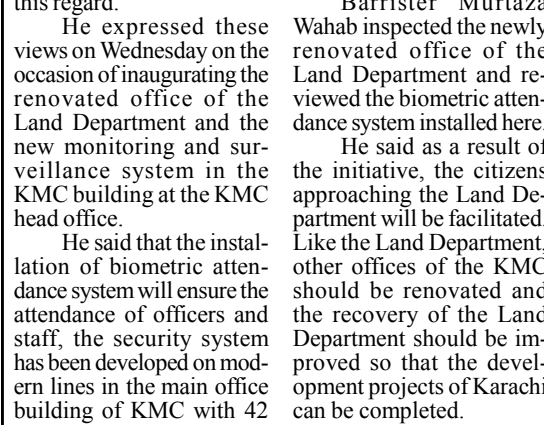 this regard.
He expressed these
views on Wednesday on the
occasion of inaugurating the
renovated office of the
Land Department and the
new monitoring and sur-
veillance system in the
KMC building at the KMC
head office.
He said that the instal-
lation of biometric atten-
dance system will ensure the
attendance of officers and
staff, the security system
has been developed on mod-
ern lines in the main office
building of KMC with 42
Barrister Murtaza
Wahab inspected the newly
renovated office of the
Land Department and re-
viewed the biometric atten-
dance system installed here.
He said as a result of
the initiative, the citizens
approaching the Land De-
partment will be facilitated.
Like the Land Department,
other offices of the KMC
should be renovated and
the recovery of the Land
Department should be im-
proved so that the devel-
opment projects of Karachi
can be completed.